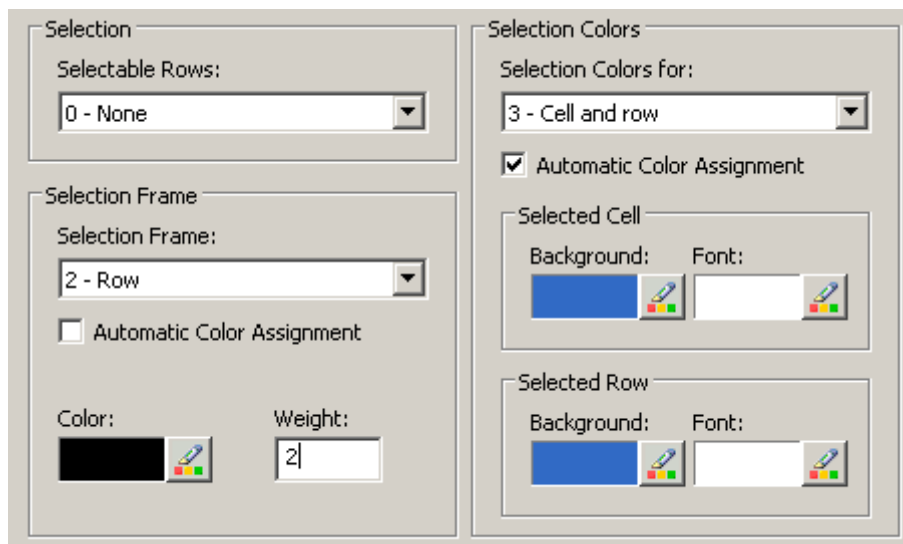 Selection
Selectable Rows:
0 - None
Selection Frame
Selection Frame:
2 - Row
Automatic Color Assignment
Color: Weight:
2
Selection Colors
Selection Colors for:
3 - Cell and row
Automatic Color Assignment
Selected Cell
Background: Font:
Selected Row
Background: Font: